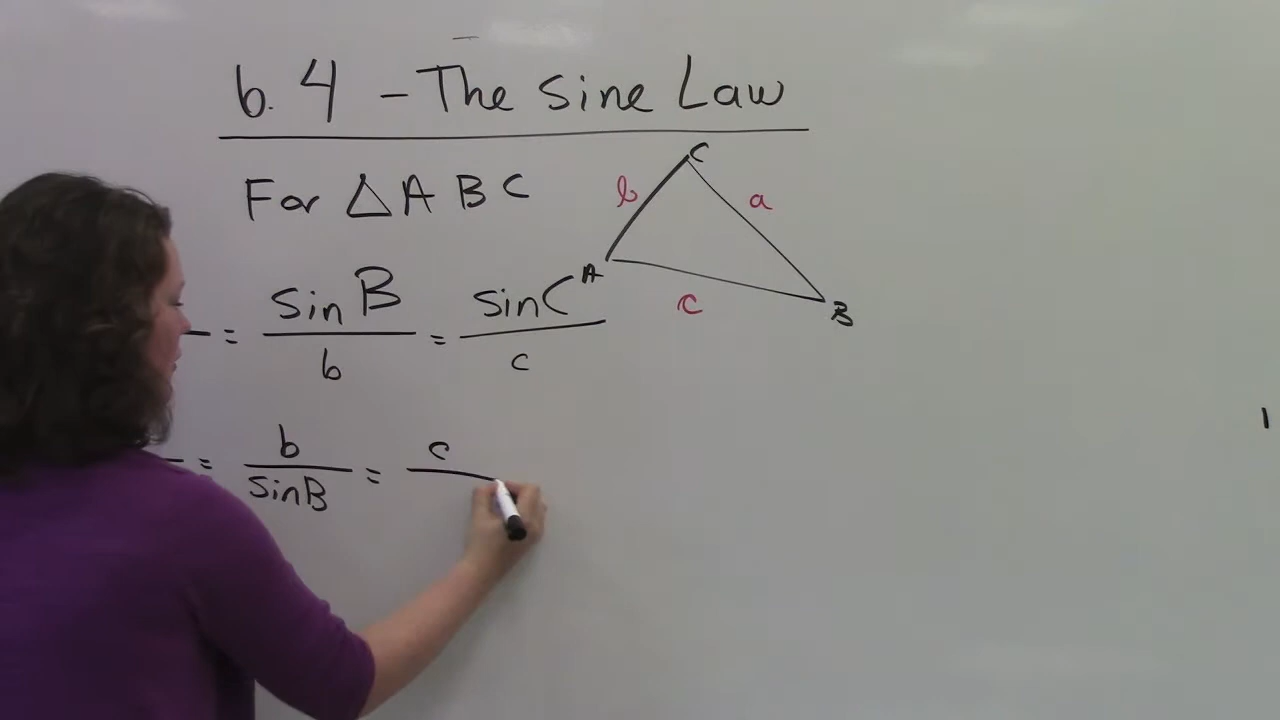 6.4 - The Sine Law
For △ABC
C
b
a
A
c
B
= sin B / b = sin C / c
= b / sin B = c /